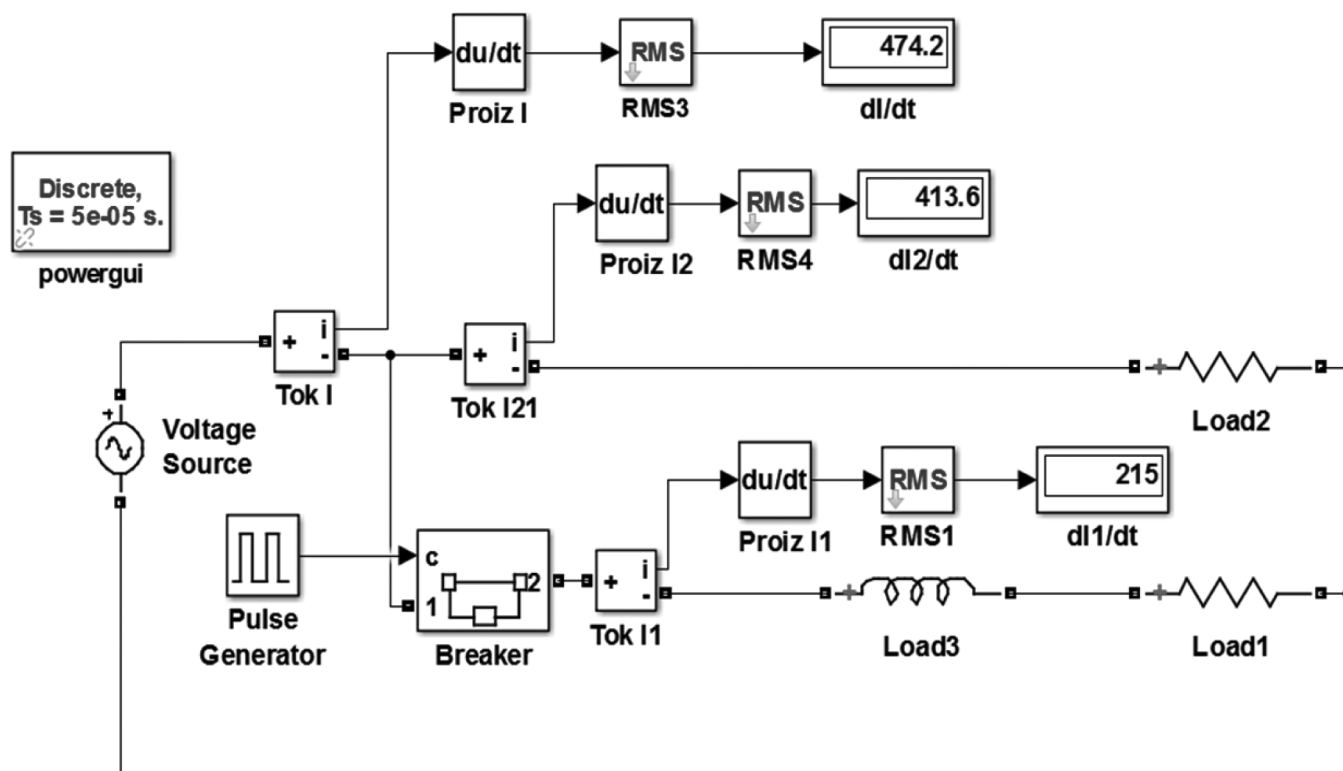 du/dt
Proiz I
RMS
RMS3
474.2
dI/dt
Discrete,
Ts = 5e-05 s.
powergui
du/dt
Proiz I2
RMS
RMS4
413.6
dI2/dt
+
i
-
Tok I
+
i
-
Tok I21
+
Load2
+
Voltage
Source
du/dt
Proiz I1
RMS
RMS1
215
dI1/dt
Pulse
Generator
c
1
2
Breaker
+
i
-
Tok I1
+
Load3
+
Load1